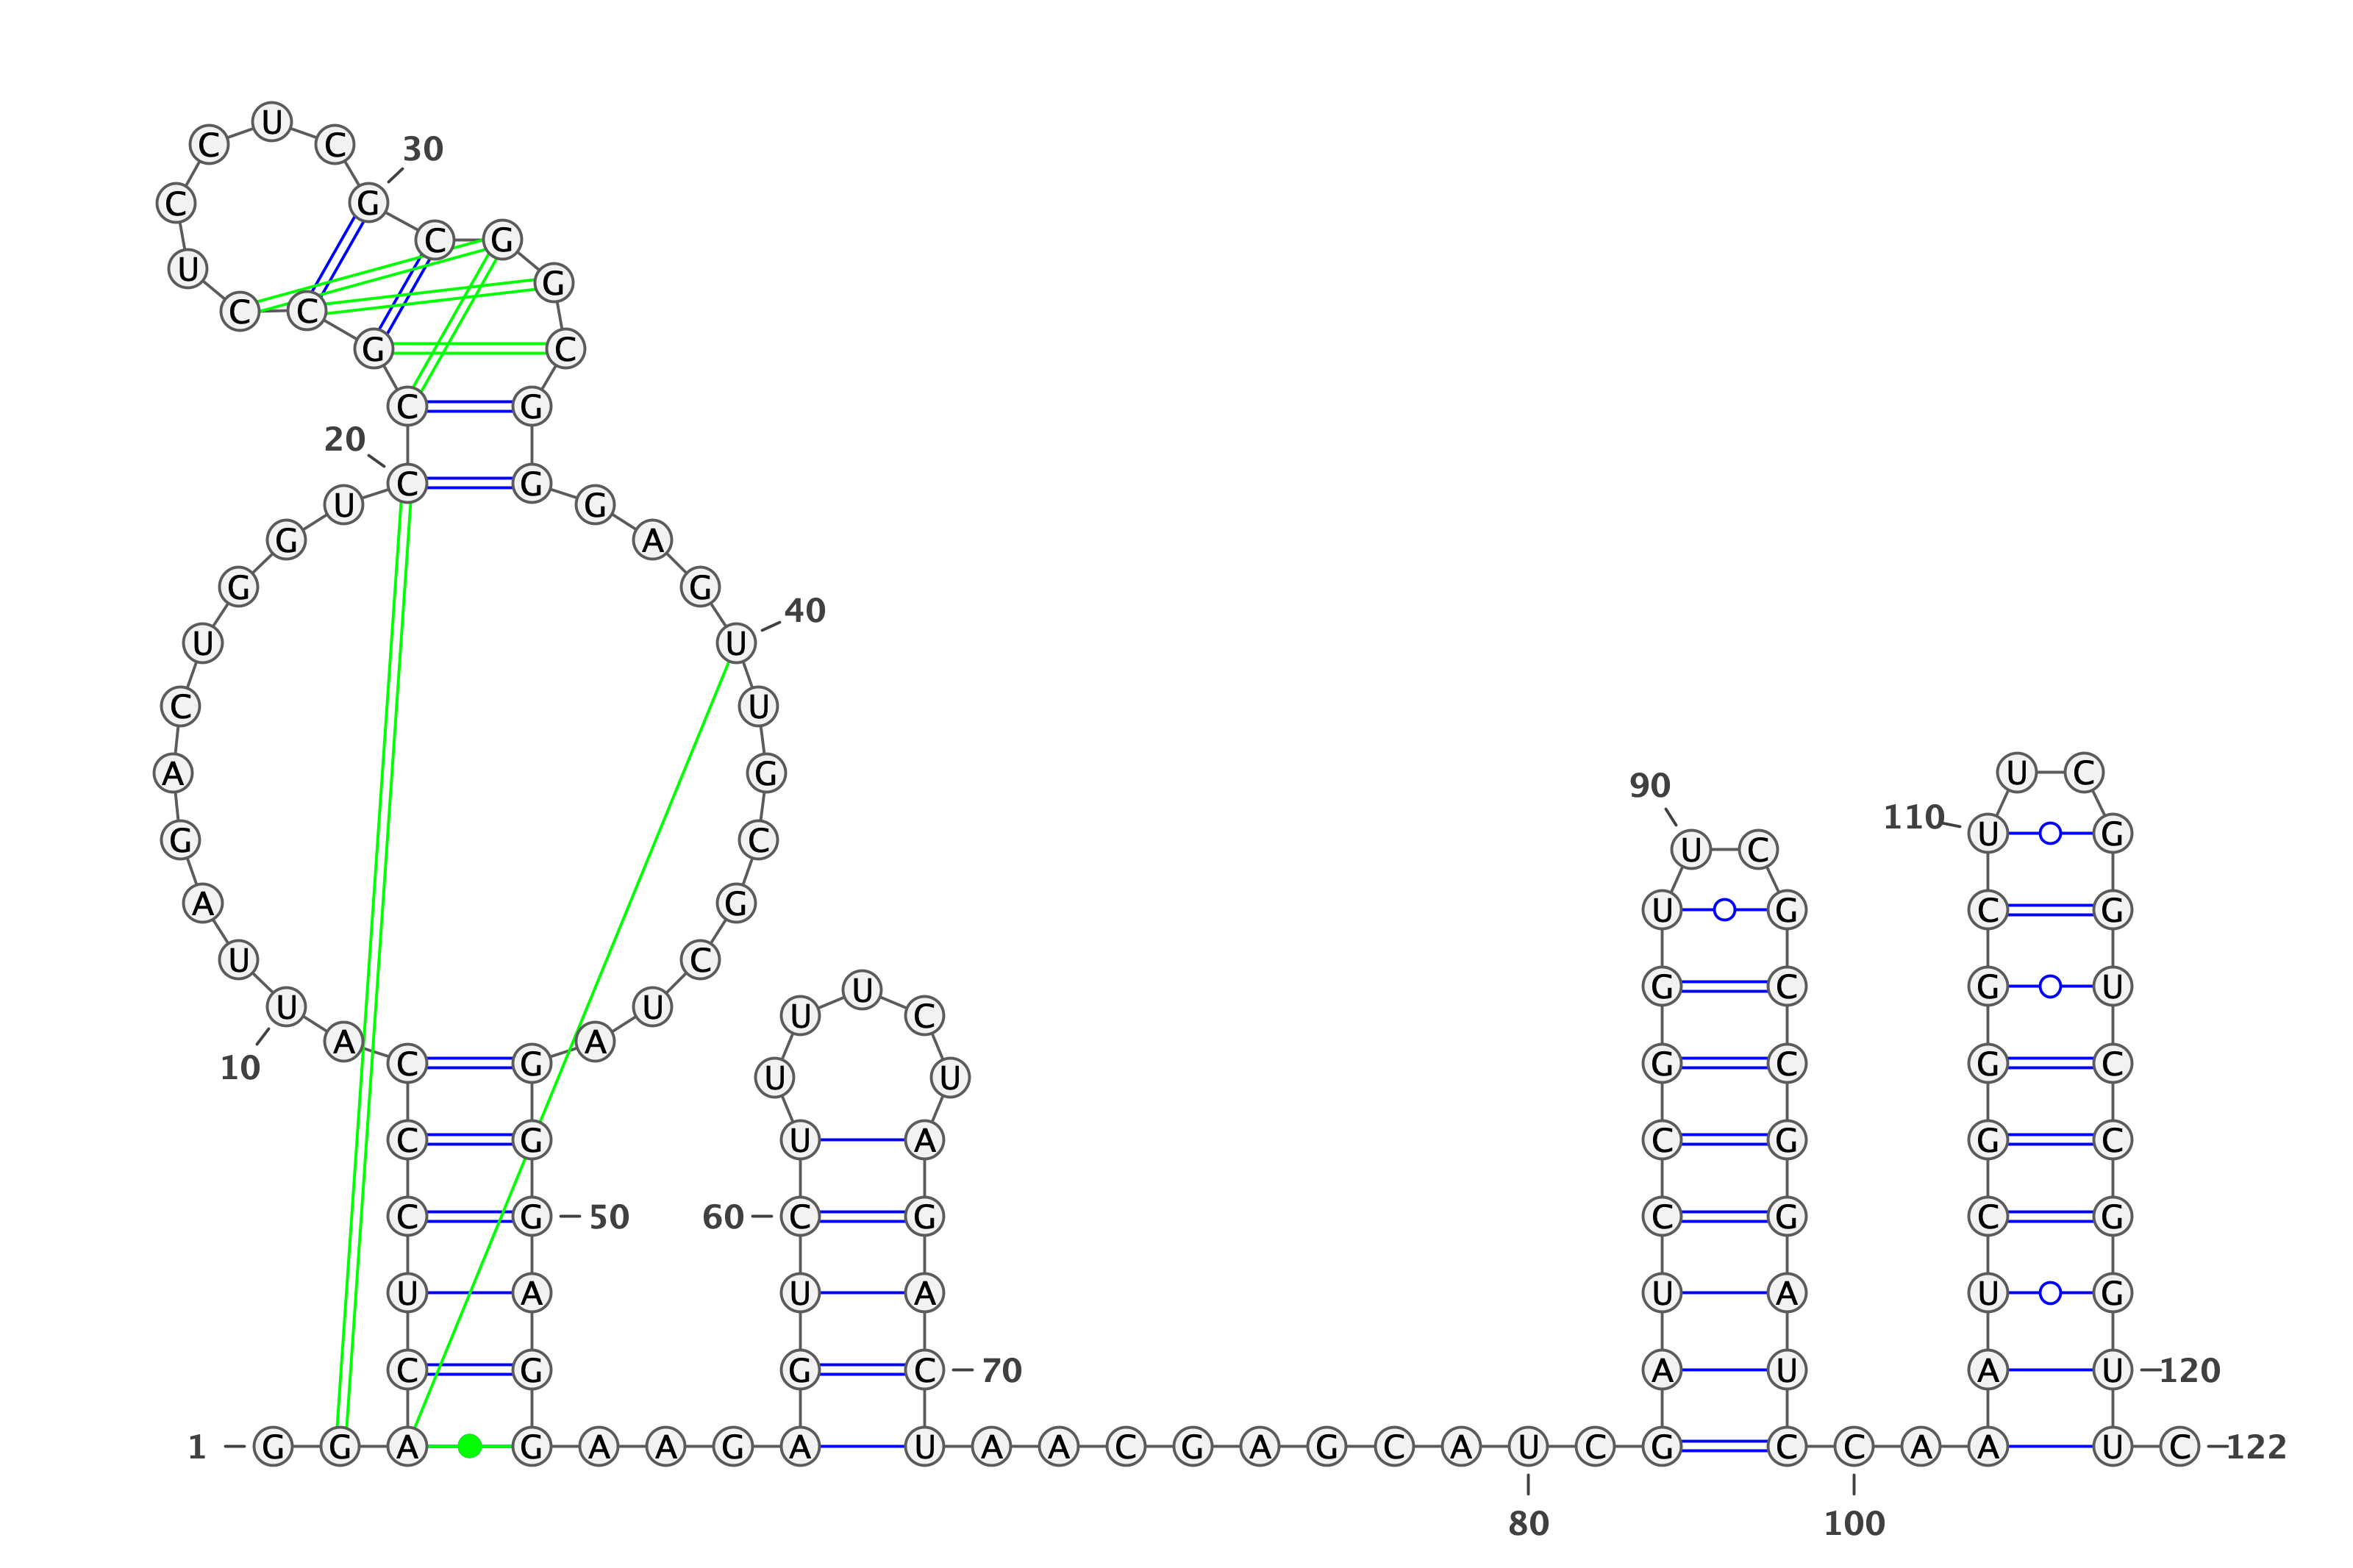 U
C C 30
C G
C G
U G
C C
G C
C G
20
C G
U G
G A
G G
40
U U
C U
A G U C
90
110 U G
G C U C
A G U G C G
U C
U G C G U
U U U C
A A
C G G C G C
10 U U
C G U A C G G C
C G 50 60 C G C G C G
U A U A U A U G
C G G C 70 A U A U 120
1 G G A G A A G A U A A C G A G C A U C G C C A A U C 122
80 100